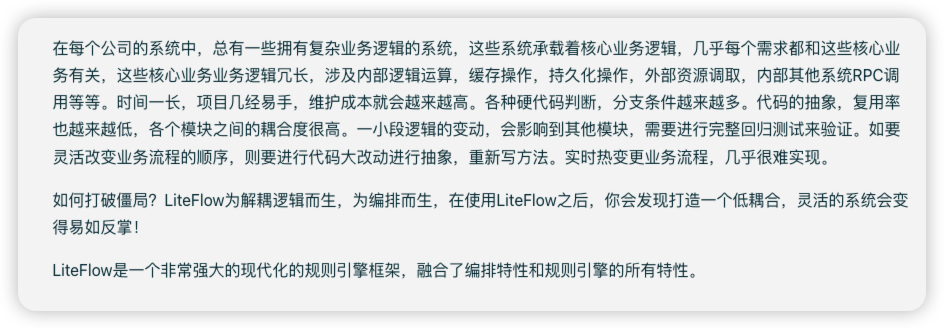 在每个公司的系统中，总有一些拥有复杂业务逻辑的系统，这些系统承载着核心业务逻辑，几乎每个需求都和这些核心业
务有关，这些核心业务业务逻辑冗长，涉及内部逻辑运算，缓存操作，持久化操作，外部资源调取，内部其他系统RPC调
用等等。时间一长，项目几经易手，维护成本就会越来越高。各种硬代码判断，分支条件越来越多。代码的抽象，复用率
也越来越低，各个模块之间的耦合度很高。一小段逻辑的变动，会影响到其他模块，需要进行完整回归测试来验证。如要
灵活改变业务流程的顺序，则要进行代码大改动进行抽象，重新写方法。实时热变更业务流程，几乎很难实现。
如何打破僵局？LiteFlow为解耦逻辑而生，为编排而生，在使用LiteFlow之后，你会发现打造一个低耦合，灵活的系统会变
得易如反掌！
LiteFlow是一个非常强大的现代化的规则引擎框架，融合了编排特性和规则引擎的所有特性。